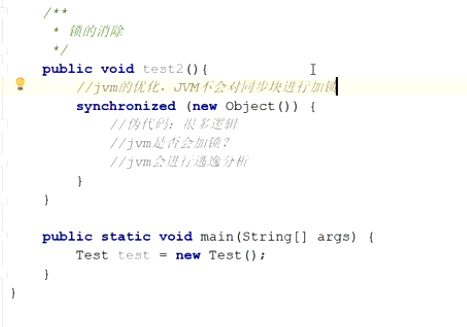 /**
 * 锁的消除
 */
public void test2(){
//jvm的优化，JVM不会对同步块进行加锁
synchronized (new Object()) {
//伪代码：很多逻辑
//jvm是否会加锁？
//jvm会进行逃逸分析
}
}
public static void main(String[] args) {
Test test = new Test();
}
}